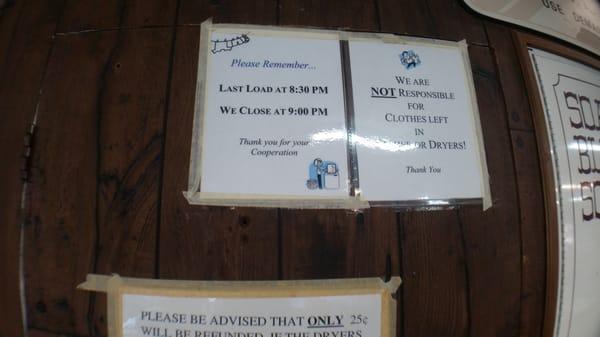 Please Remember...
LAST LOAD AT 8:30 PM
WE CLOSE AT 9:00 PM
Thank you for your
Cooperation
WE ARE
NOT RESPONSIBLE
FOR
CLOTHES LEFT
IN
OR DRYERS!
Thank You
PLEASE BE ADVISED THAT ONLY 25¢
WILL BE REFUNDED IF THE DRYERS
USE.